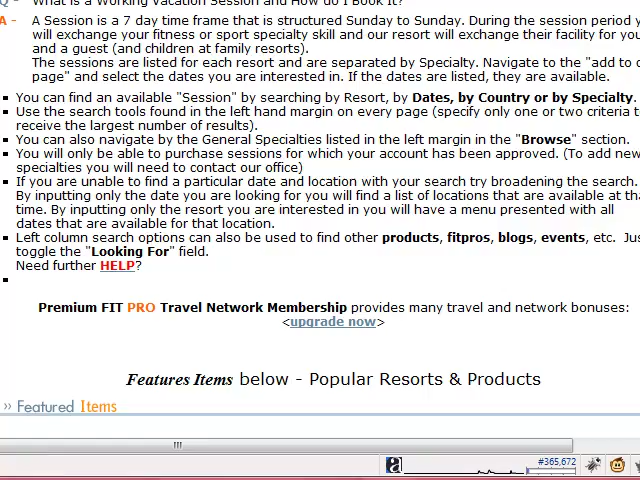 Q - What is a Working Vacation Session and How do I Book It?
A - A Session is a 7 day time frame that is structured Sunday to Sunday. During the session period
will exchange your fitness or sport specialty skill and our resort will exchange their facility for
and a guest (and children at family resorts).
The sessions are listed for each resort and are separated by Specialty. Navigate to the "add to
page" and select the dates you are interested in. If the dates are listed, they are available.
You can find an available "Session" by searching by Resort, by Dates, by Country or by Specialty.
Use the search tools found in the left hand margin on every page (specify only one or two criteria
receive the largest number of results).
You can also navigate by the General Specialties listed in the left margin in the "Browse" section.
You will only be able to purchase sessions for which your account has been approved. (To add new
specialties you will need to contact our office)
If you are unable to find a particular date and location with your search try broadening the search.
By inputting only the date you are looking for you will find a list of locations that are available at
time. By inputting only the resort you are interested in you will have a menu presented with all
dates that are available for that location.
Left column search options can also be used to find other products, fitpros, blogs, events, etc.
toggle the "Looking For" field.
Need further HELP?
Premium FIT PRO Travel Network Membership provides many travel and network bonuses:
<upgrade now>
Features Items below - Popular Resorts & Products
›› Featured Items
a #365,672